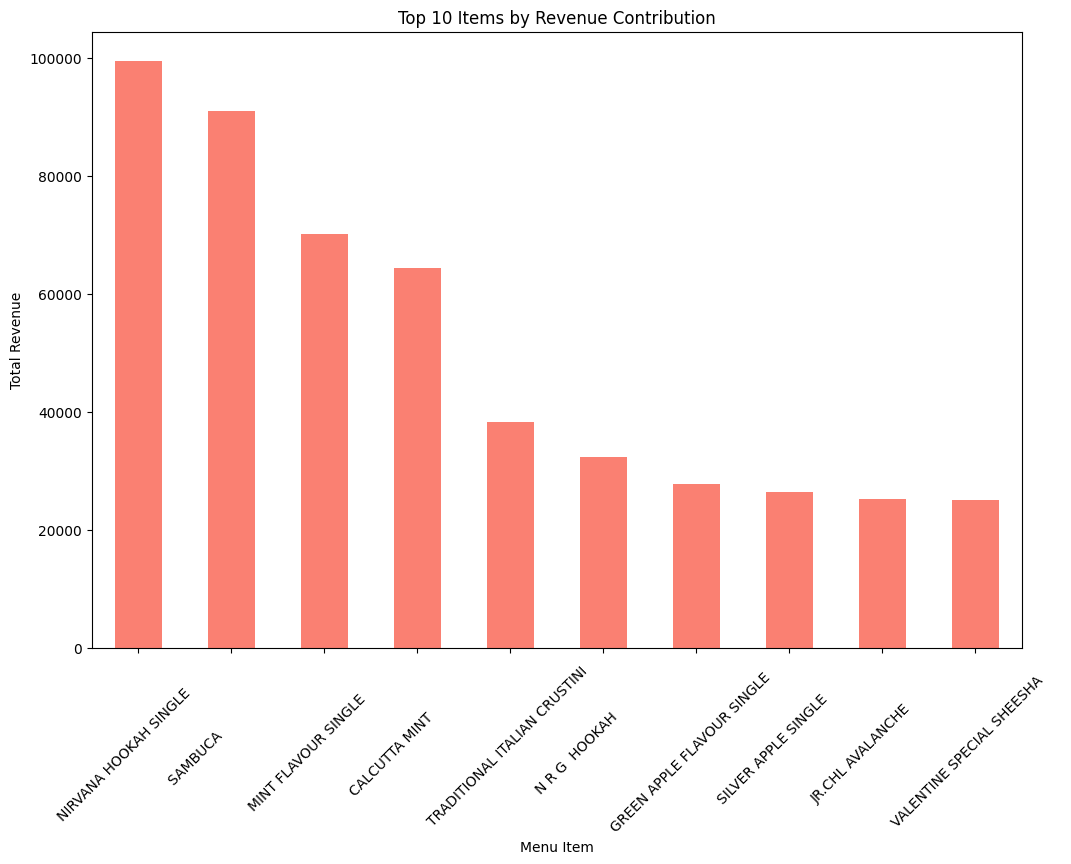 Top 10 Items by Revenue Contribution
100000
80000
60000
40000
20000
0
Total Revenue
NIRVANA HOOKAH SINGLE
SAMBUCA
MINT FLAVOUR SINGLE
CALCUTTA MINT
TRADITIONAL ITALIAN CRUSTINI
N R G  HOOKAH
GREEN APPLE FLAVOUR SINGLE
SILVER APPLE SINGLE
JR.CHL AVALANCHE
VALENTINE SPECIAL SHEESHA
Menu Item